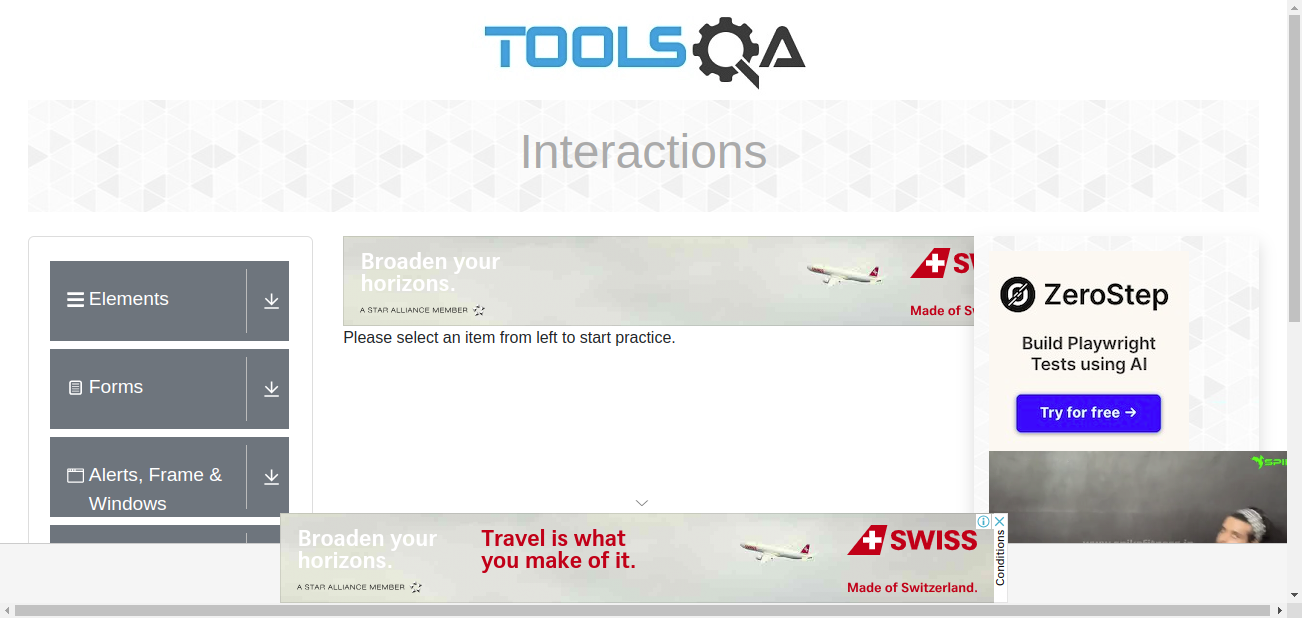 TOOLSQA
Interactions
Elements
Forms
Alerts, Frame &
Windows
Broaden your
horizons.
A STAR ALLIANCE MEMBER
Made of Sw
Please select an item from left to start practice.
ZeroStep
Build Playwright
Tests using AI
Try for free →
SPI
Broaden your
horizons.
A STAR ALLIANCE MEMBER
Travel is what
you make of it.
SWISS
Made of Switzerland.
Conditions